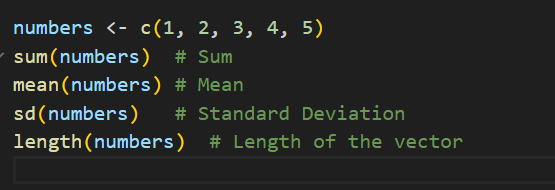 numbers <- c(1, 2, 3, 4, 5)
sum(numbers)  # Sum
mean(numbers) # Mean
sd(numbers)   # Standard Deviation
length(numbers)  # Length of the vector